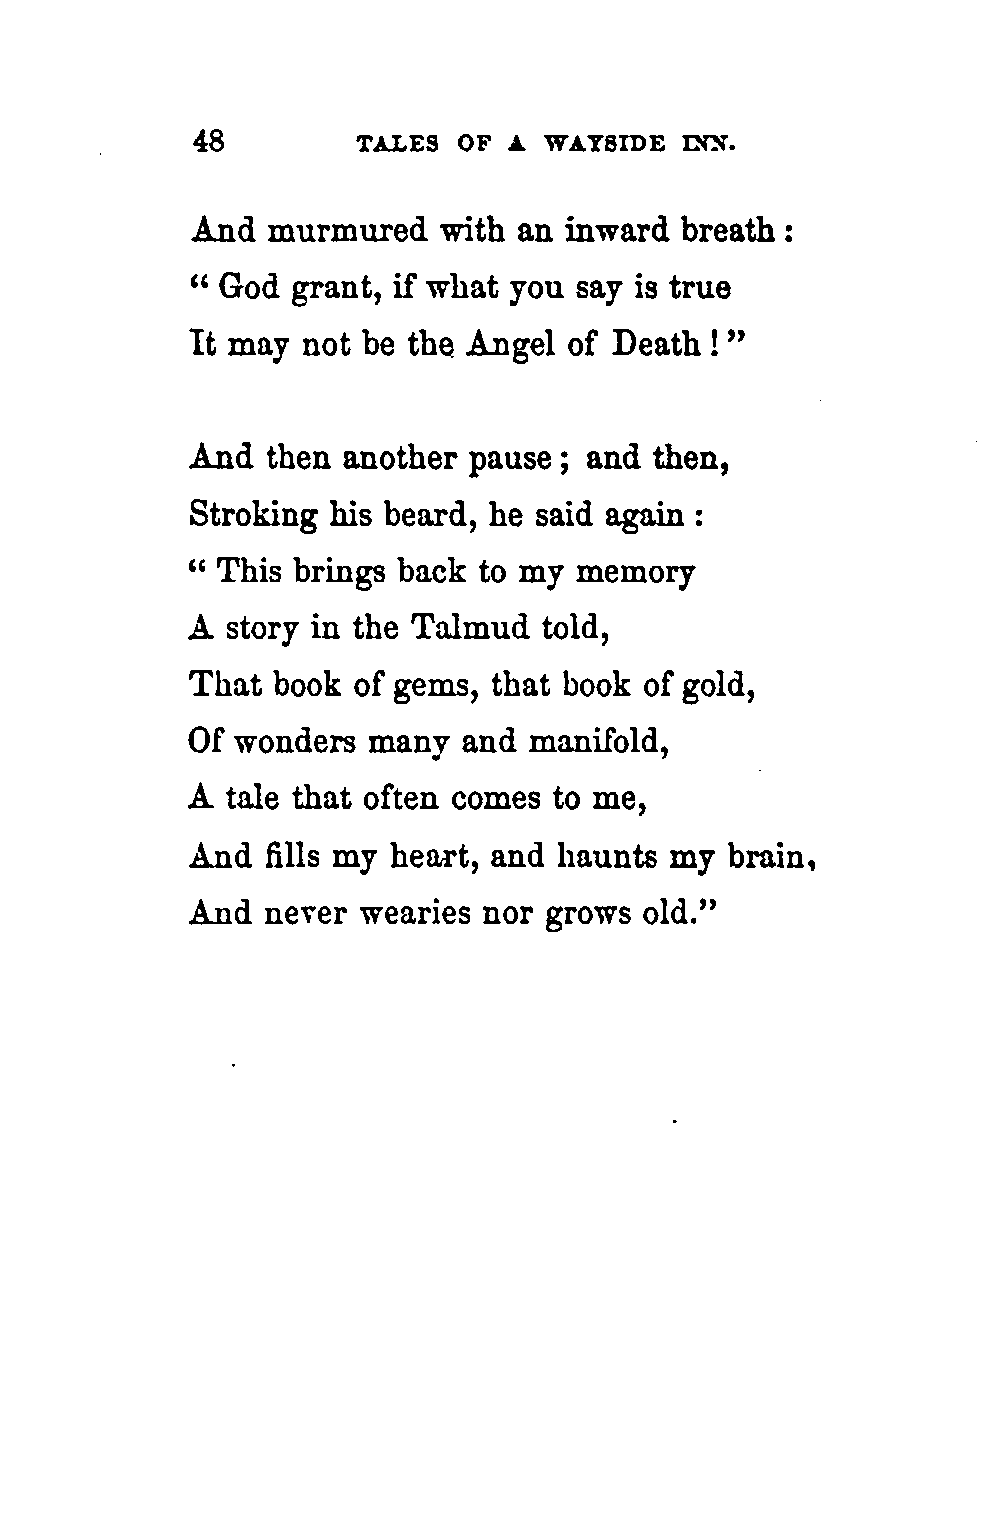 48 TALES OF A WAYSIDE INN.
And murmured with an inward breath :
“ God grant, if what you say is true
It may not be the Angel of Death ! ”
And then another pause ; and then,
Stroking his beard, he said again :
“ This brings back to my memory
A story in the Talmud told,
That book of gems, that book of gold,
Of wonders many and manifold,
A tale that often comes to me,
And fills my heart, and haunts my brain,
And never wearies nor grows old.”